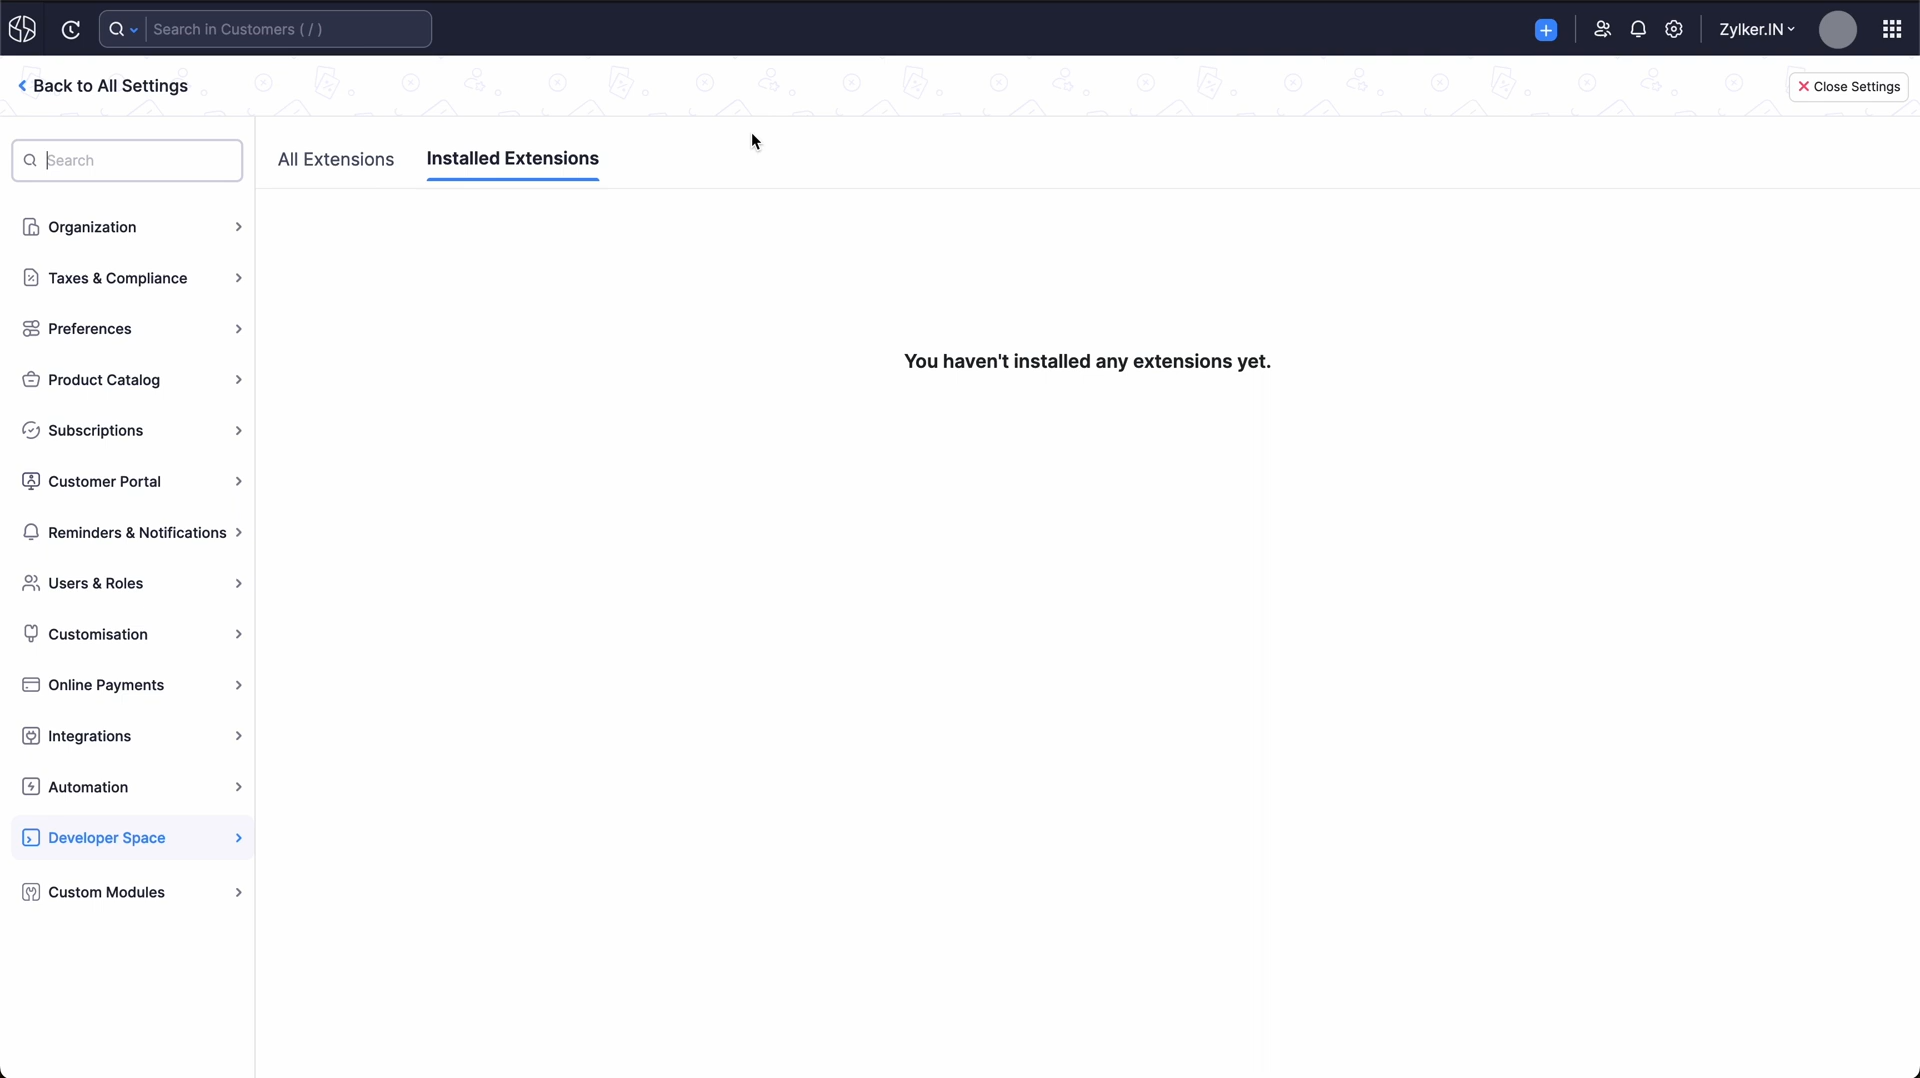 Search in Customers ( / )
Zylker.IN
Back to All Settings
Close Settings
Search
All Extensions
Installed Extensions
Organization
Taxes & Compliance
Preferences
Product Catalog
Subscriptions
Customer Portal
Reminders & Notifications
Users & Roles
Customisation
Online Payments
Integrations
Automation
Developer Space
Custom Modules
You haven't installed any extensions yet.